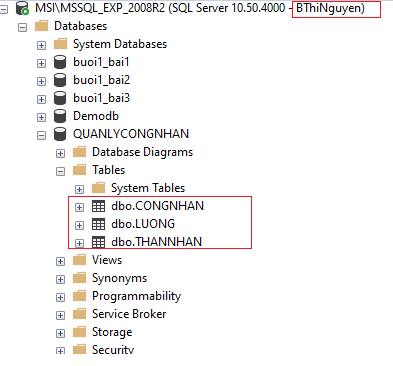 MSI\MSSQL_EXP_2008R2 (SQL Server 10.50.4000 - BThiNguyen)
Databases
System Databases
buoi1_bai1
buoi1_bai2
buoi1_bai3
Demodb
QUANLYCONGNHAN
Database Diagrams
Tables
System Tables
dbo.CONGNHAN
dbo.LUONG
dbo.THANNHAN
Views
Synonyms
Programmability
Service Broker
Storage
Security